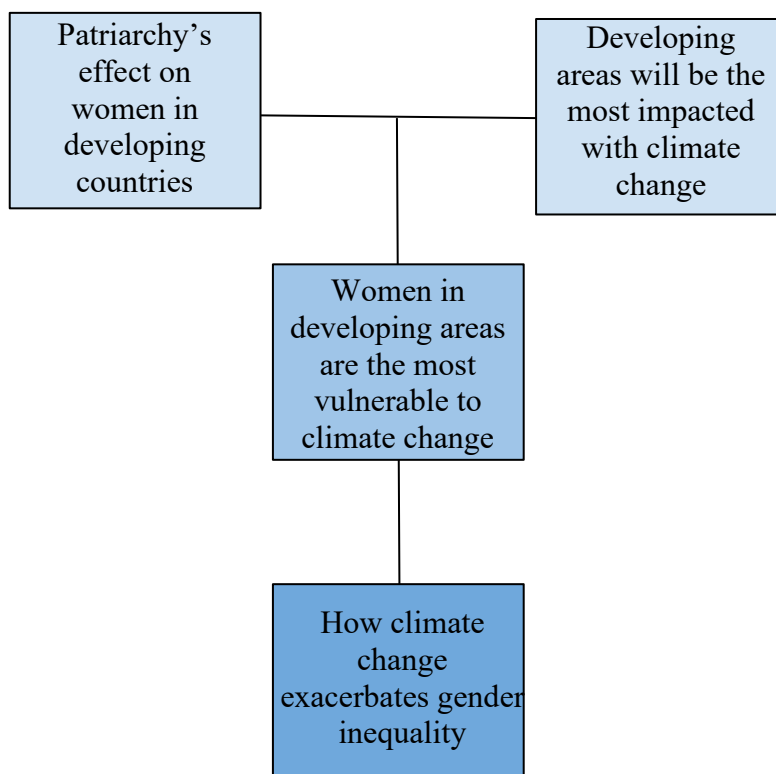 Patriarchy’s
effect on
women in
developing
countries
Developing
areas will be the
most impacted
with climate
change
Women in
developing areas
are the most
vulnerable to
climate change
How climate
change
exacerbates gender
inequality